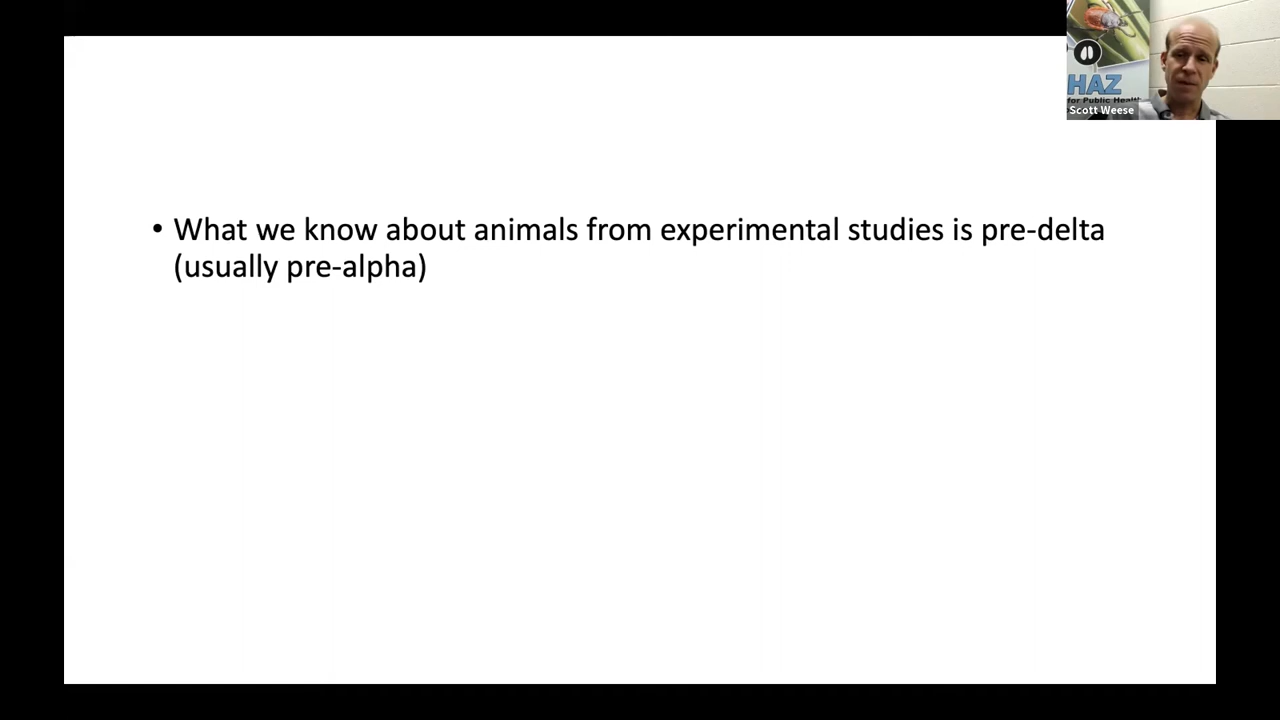 HAZ
for Public Health
Scott Weese
• What we know about animals from experimental studies is pre-delta
(usually pre-alpha)